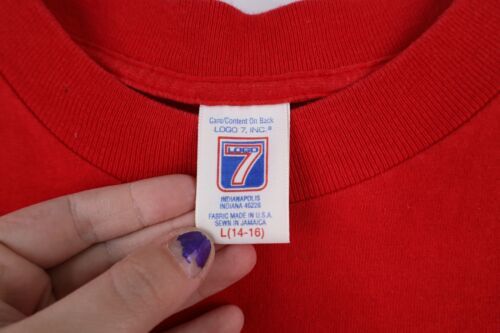 Care/Content On Back
LOGO 7, INC.®
LOGO
7
INDIANAPOLIS
INDIANA 46226
FABRIC MADE IN U.S.A.
SEWN IN JAMAICA
L(14-16)